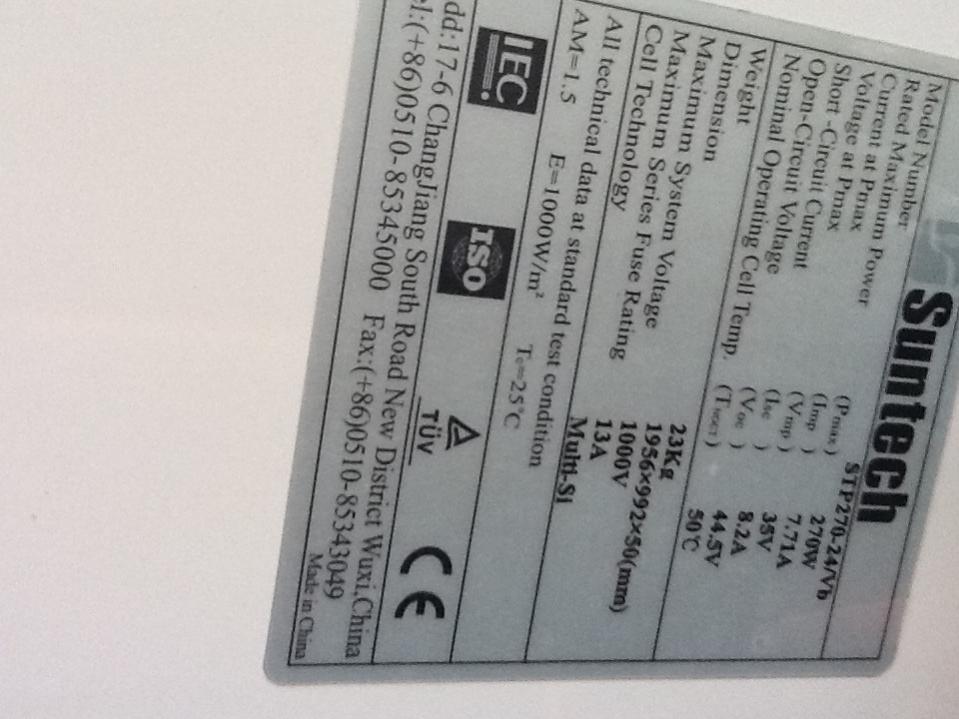 Suntech
Model Number STP270-24/Vb
Rated Maximum Power (Pmax) 270W
Current at Pmax (Imp) 7.71A
Voltage at Pmax (Vmp) 35V
Short -Circuit Current (Isc) 8.2A
Open-Circuit Voltage (Voc) 44.5V
Nominal Operating Cell Temp. (TNOCT) 50℃
Weight 23Kg
Dimension 1956×992×50(mm)
Maximum System Voltage 1000V
Maximum Series Fuse Rating 13A
Cell Technology Multi-Si
All technical data at standard test condition
AM=1.5 E=1000W/m² Tc=25℃
IEC ISO TÜV CE
dd:17-6 ChangJiang South Road New District Wuxi,China
el:(+86)0510-85345000 Fax:(+86)0510-85343049
Made in China